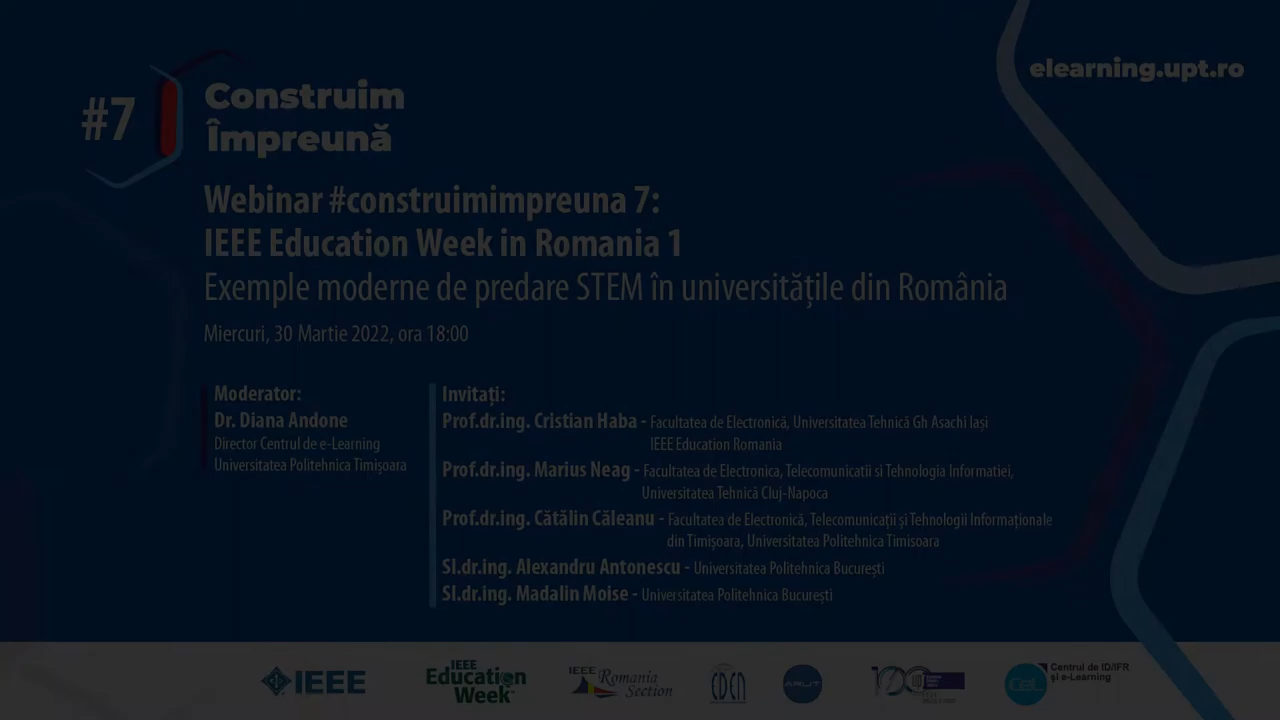 elearning.upt.ro
#7
Construim
Împreună
Webinar #construimimpreuna 7:
IEEE Education Week in Romania 1
Exemple moderne de predare STEM în universitățile din România
Miercuri, 30 Martie 2022, ora 18:00
Moderator:
Dr. Diana Andone
Director Centrul de e-Learning
Universitatea Politehnica Timișoara
Invitați:
Prof.dr.ing. Cristian Haba - Facultatea de Electronică, Universitatea Tehnică Gh Asachi Iași
IEEE Education Romania
Prof.dr.ing. Marius Neag - Facultatea de Electronica, Telecomunicatii si Tehnologia Informatiei,
Universitatea Tehnică Cluj-Napoca
Prof.dr.ing. Cătălin Căleanu - Facultatea de Electronică, Telecomunicații și Tehnologii Informaționale
din Timișoara, Universitatea Politehnica Timisoara
Sl.dr.ing. Alexandru Antonescu - Universitatea Politehnica București
Sl.dr.ing. Madalin Moise - Universitatea Politehnica București
IEEE
IEEE
Education
Week
IEEE
Romania
Section
EDEN
ARUT
100
CeL
Centrul de ID/IFR
și e-Learning